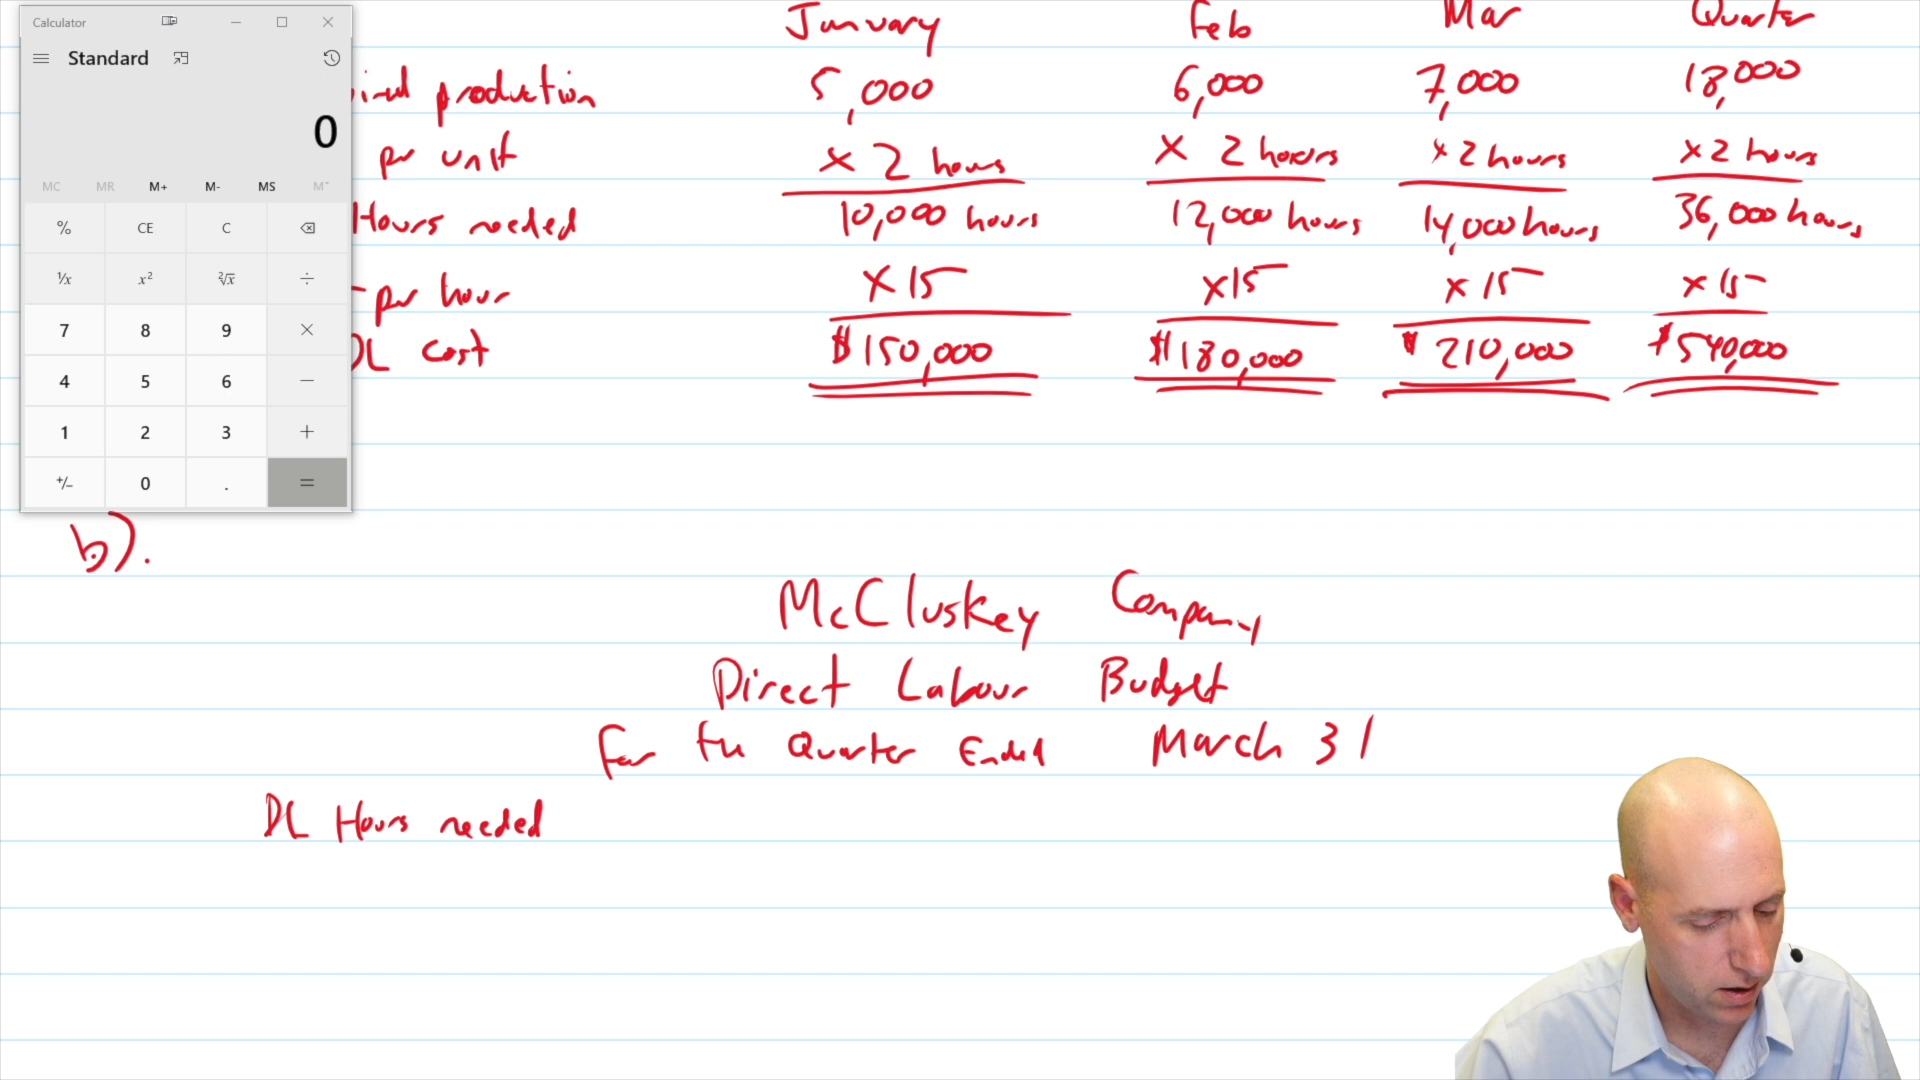 Calculator
Standard
0
MC MR M+ M- MS M˅
% CE C
¹/x x² ²√x ÷
7 8 9 ×
4 5 6 −
1 2 3 +
+/− 0 . =
January Feb Mar Quarter
production 5,000 6,000 7,000 18,000
per unit x 2 hours x 2 hours x 2 hours x 2 hours
Hours needed 10,000 hours 12,000 hours 14,000 hours 36,000 hours
per hour x 15 x 15 x 15 x 15
DL cost $150,000 $180,000 $210,000 $540,000
b).
McCluskey Company
Direct Labour Budget
For the Quarter Ended March 31
DL Hours needed